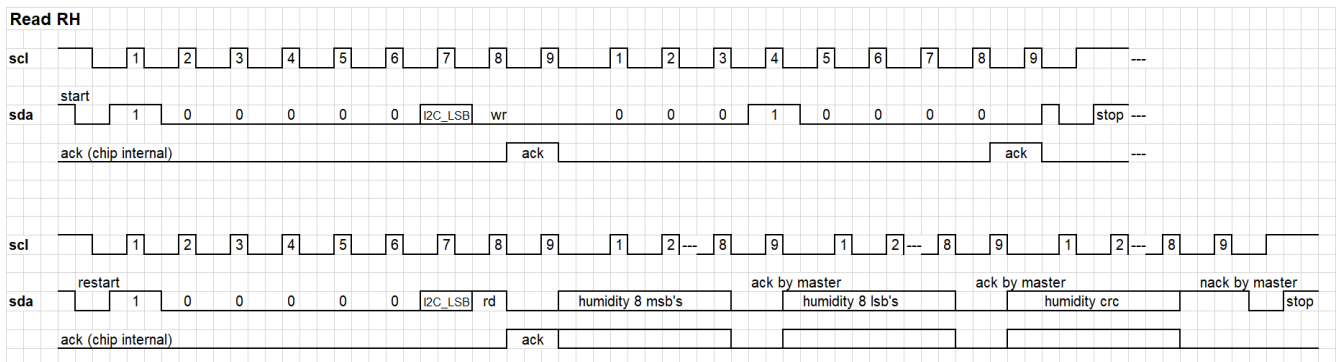 Read RH
scl 1 2 3 4 5 6 7 8 9 1 2 3 4 5 6 7 8 9 ---
start
sda 1 0 0 0 0 0 I2C_LSB wr 0 0 0 1 0 0 0 0 stop ---
ack (chip internal) ack ack ---
scl 1 2 3 4 5 6 7 8 9 1 2 --- 8 9 1 2 --- 8 9 1 2 --- 8 9
restart ack by master ack by master nack by master
sda 1 0 0 0 0 0 I2C_LSB rd humidity 8 msb's humidity 8 lsb's humidity crc stop
ack (chip internal) ack